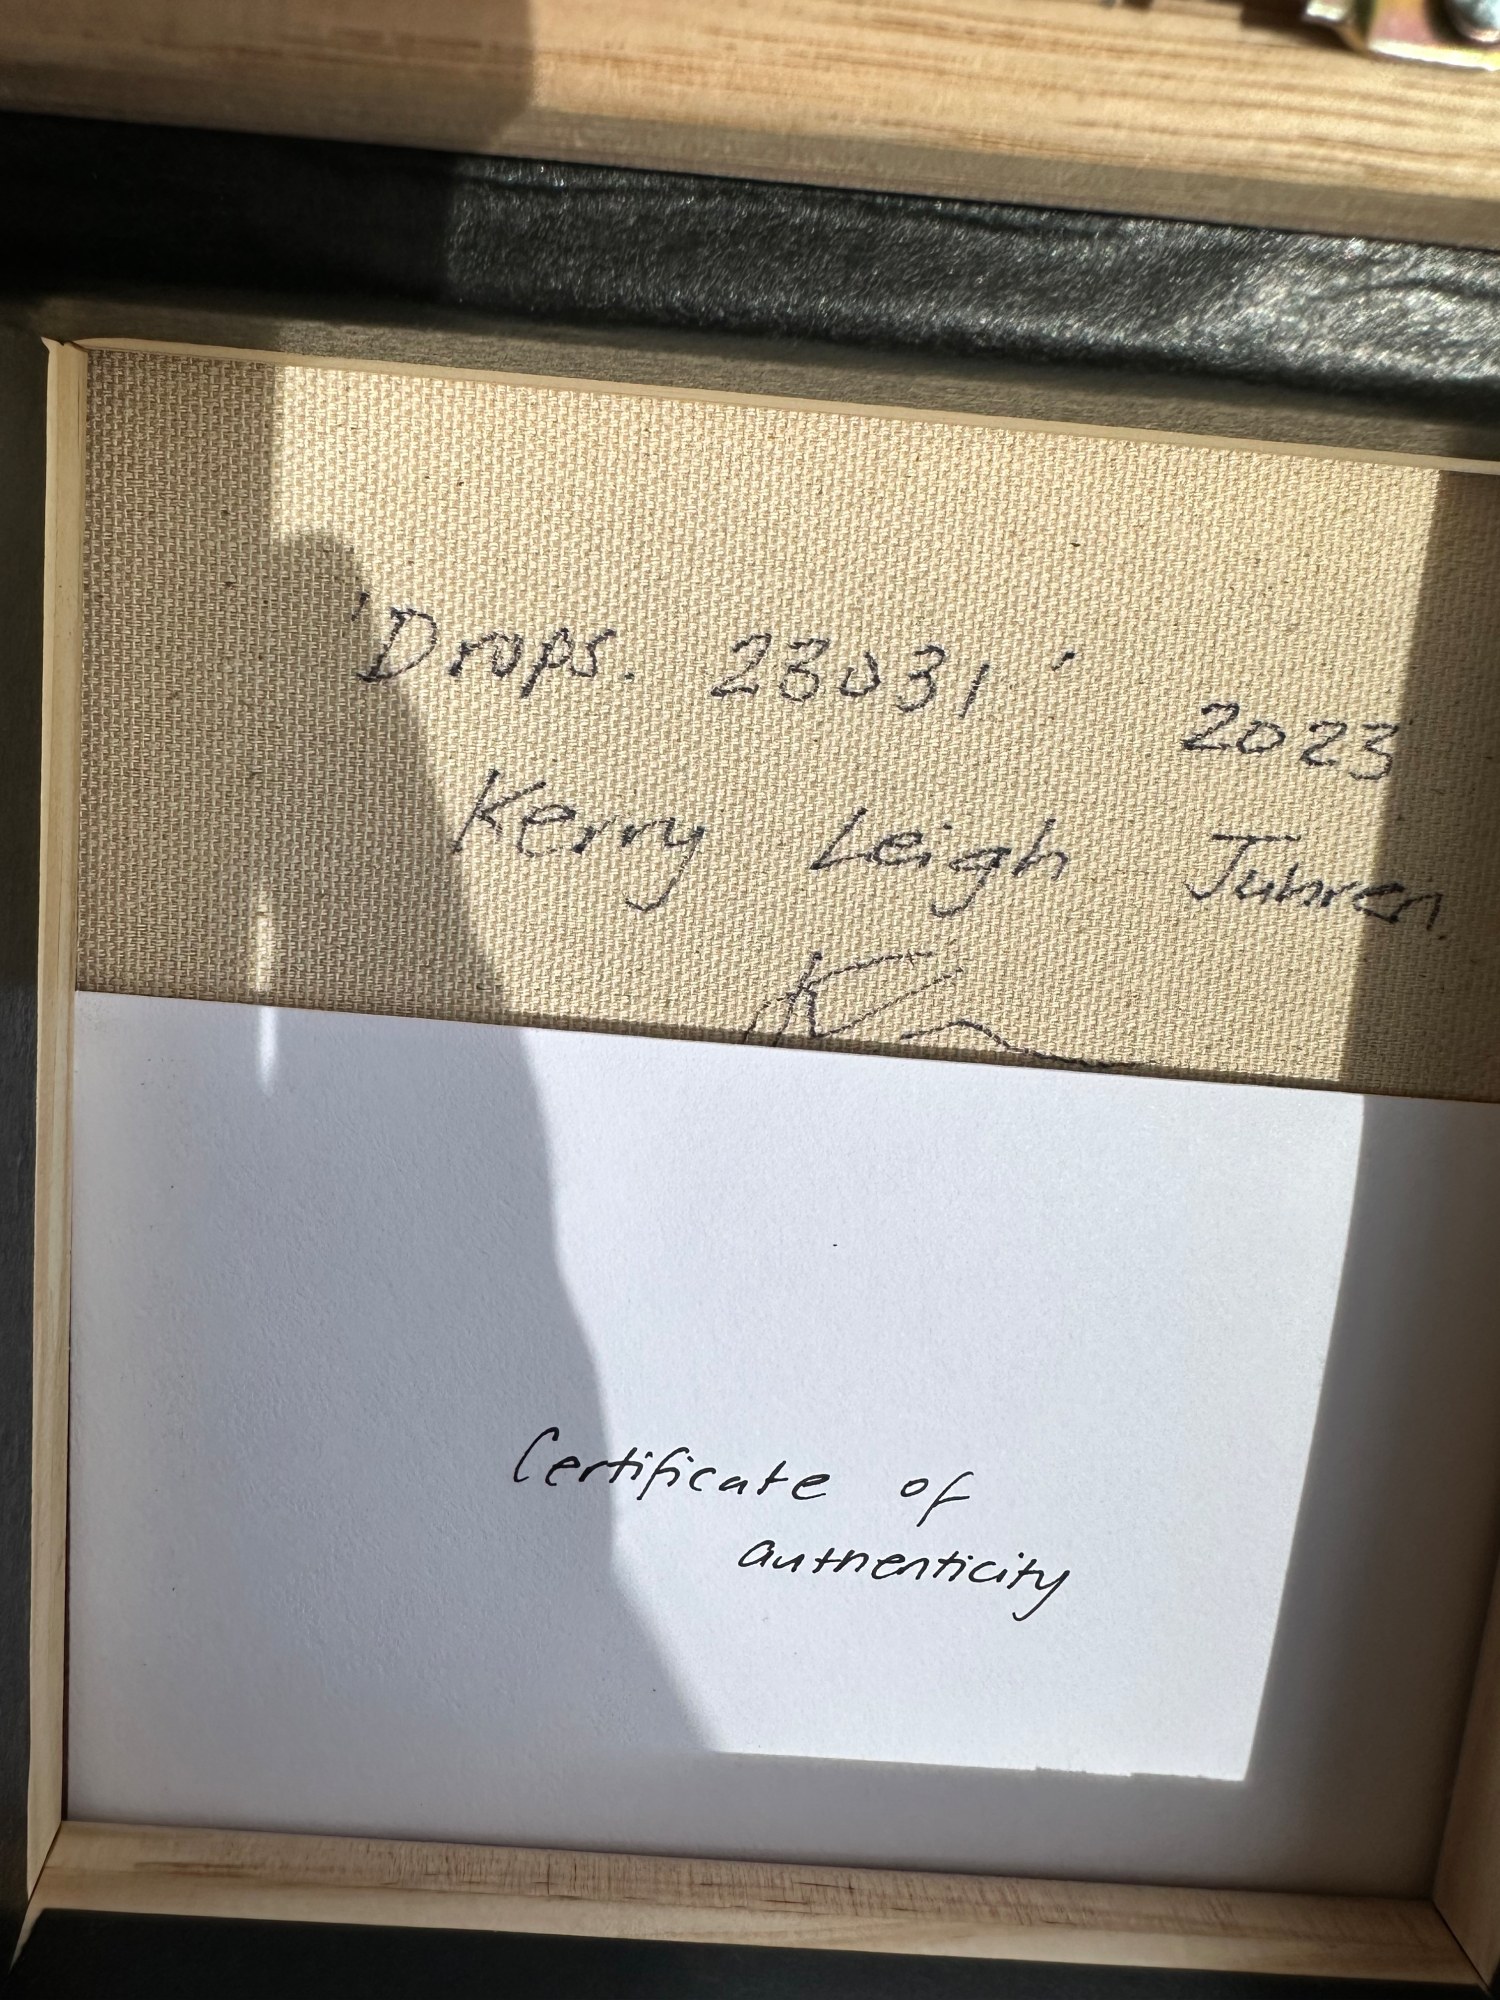 'Drops. 23031' 2023
Kerry Leigh Juhren.
Certificate of
authenticity